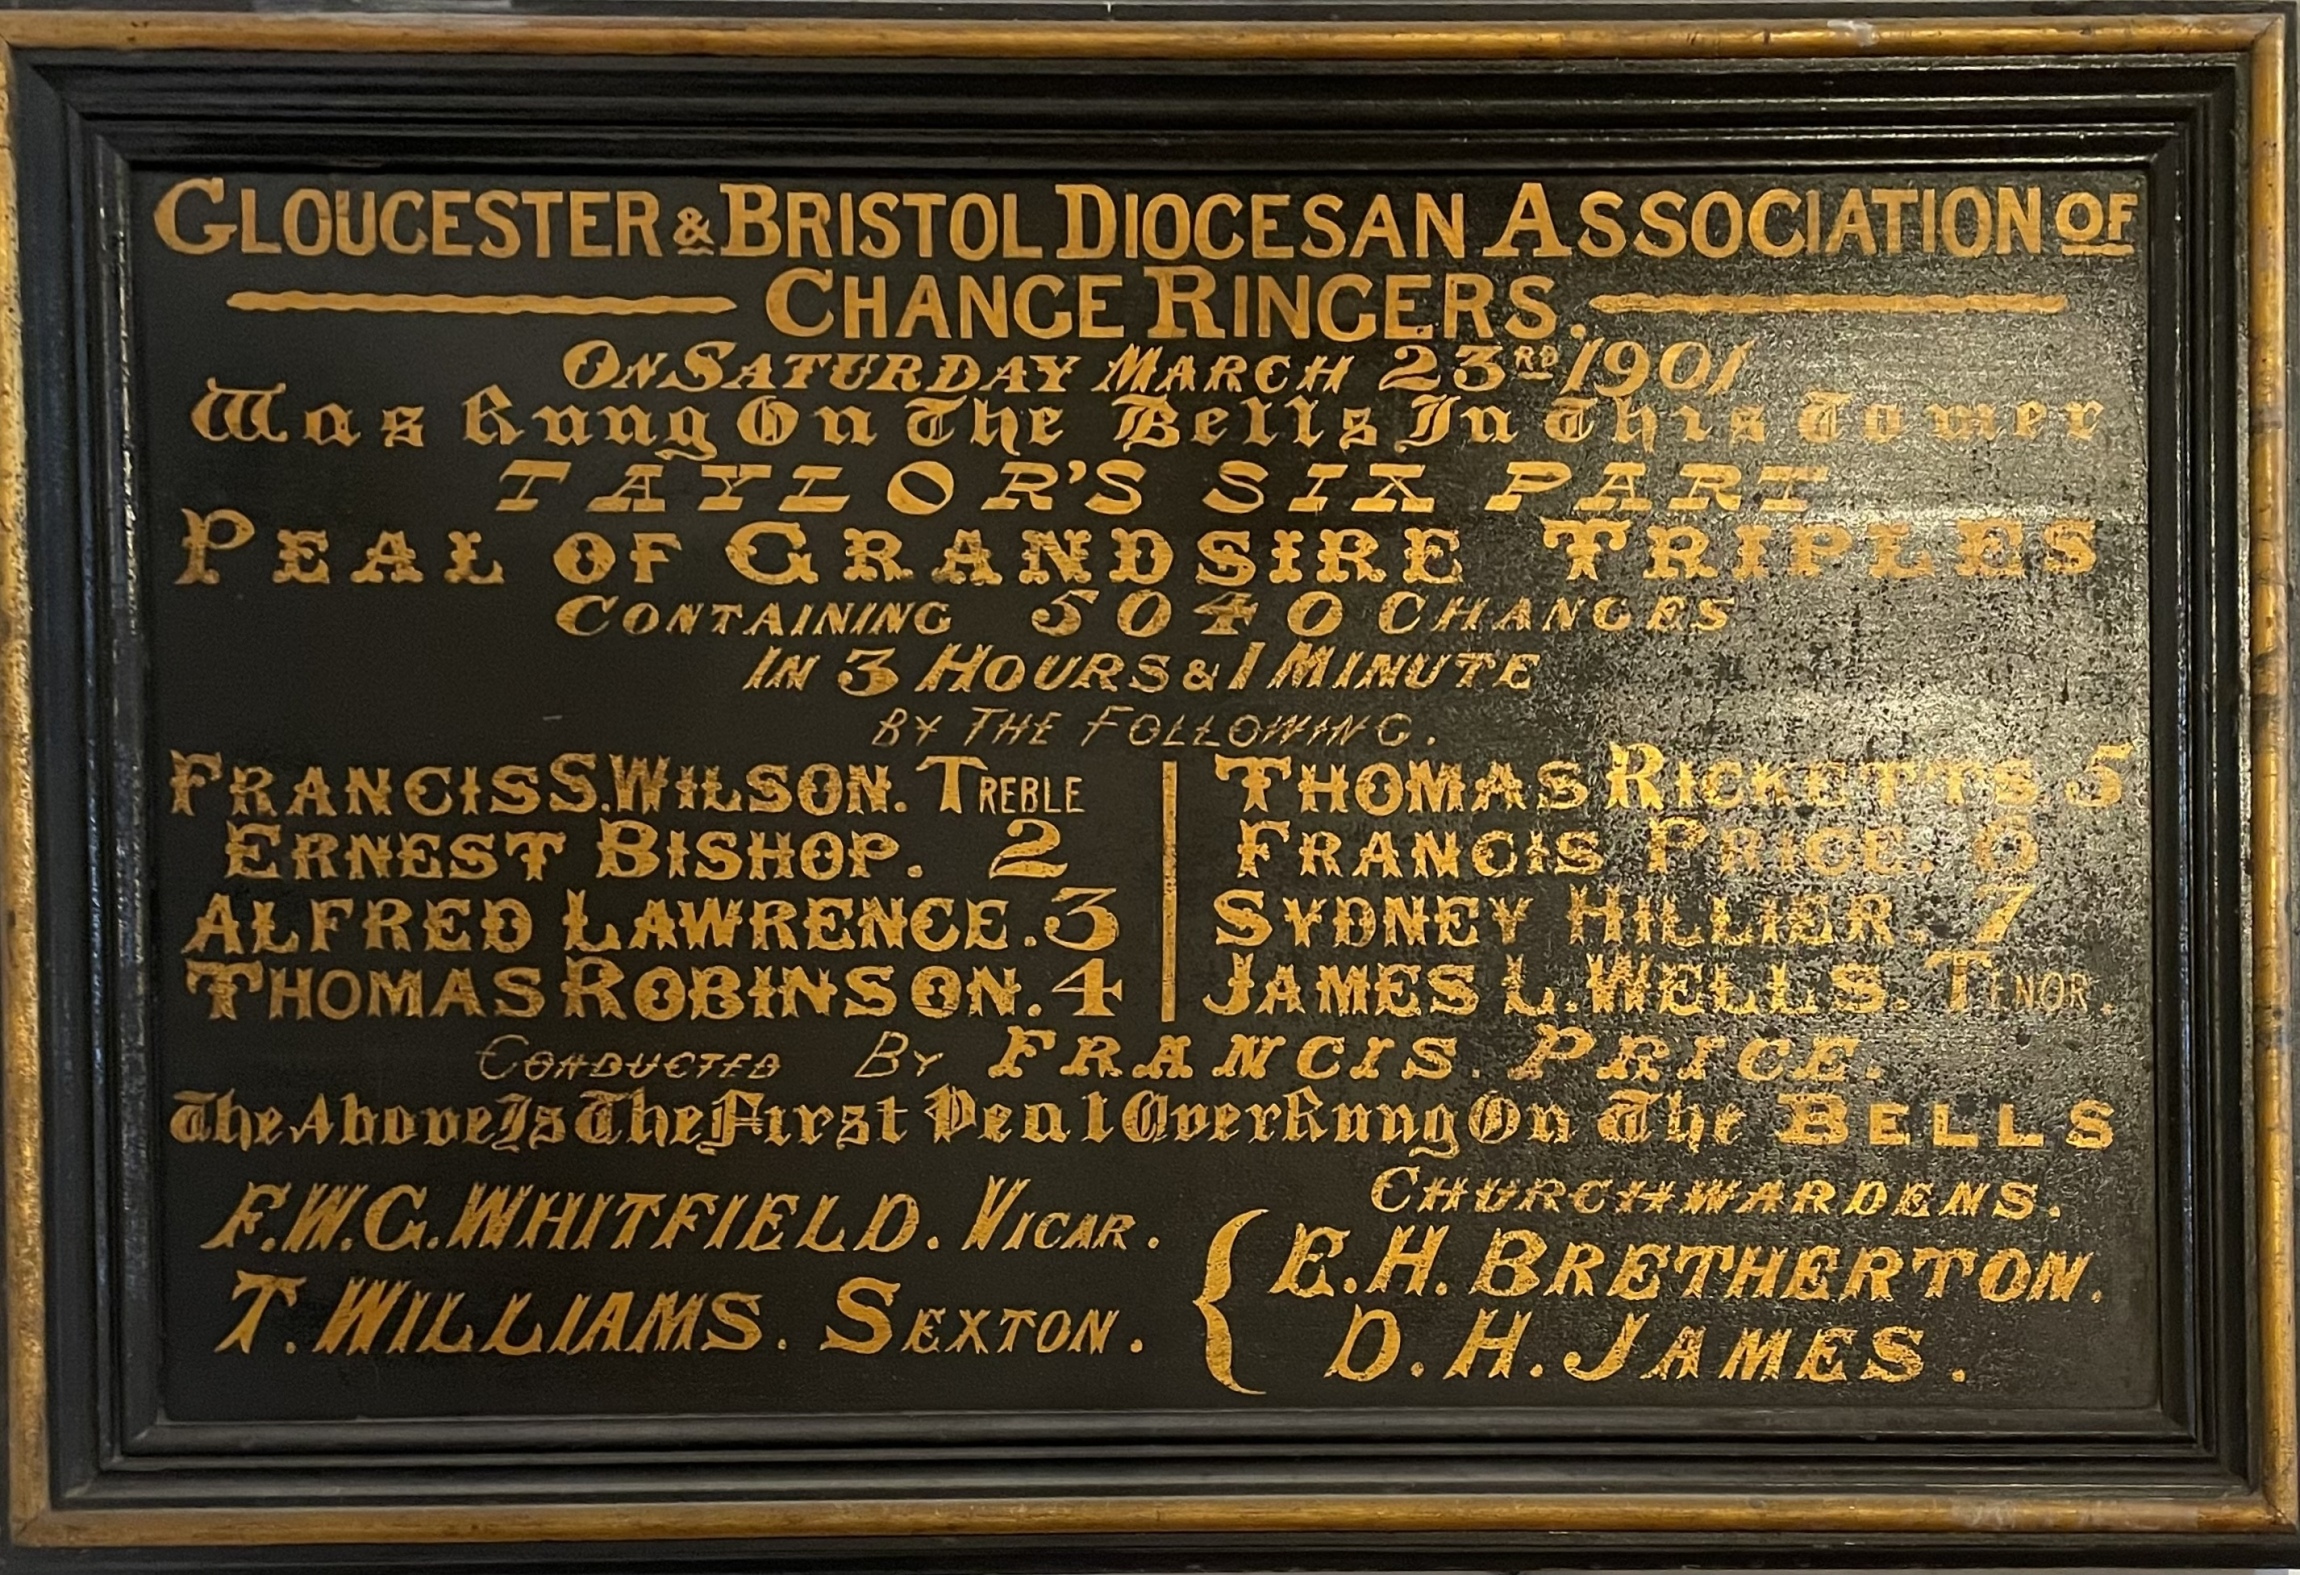 GLOUCESTER & BRISTOL DIOCESAN ASSOCIATION OF
CHANGE RINGERS.
ON SATURDAY MARCH 23RD 1901
Was Rung On The Bells In This Tower
TAYLOR'S SIX PART
PEAL OF GRANDSIRE TRIPLES
CONTAINING 5040 CHANGES
IN 3 HOURS & 1 MINUTE
BY THE FOLLOWING.
FRANCIS S. WILSON. TREBLE
ERNEST BISHOP. 2
ALFRED LAWRENCE. 3
THOMAS ROBINSON. 4
THOMAS RICKETTS 5
FRANCIS PRICE. 6
SYDNEY HILLIER. 7
JAMES L. WELLS. TENOR.
CONDUCTED BY FRANCIS. PRICE.
The Above Is The First Peal Over Rung On The BELLS
F.W.G. WHITFIELD. VICAR.
T. WILLIAMS. SEXTON.
CHURCHWARDENS.
E.H. BRETHERTON.
D.H. JAMES.